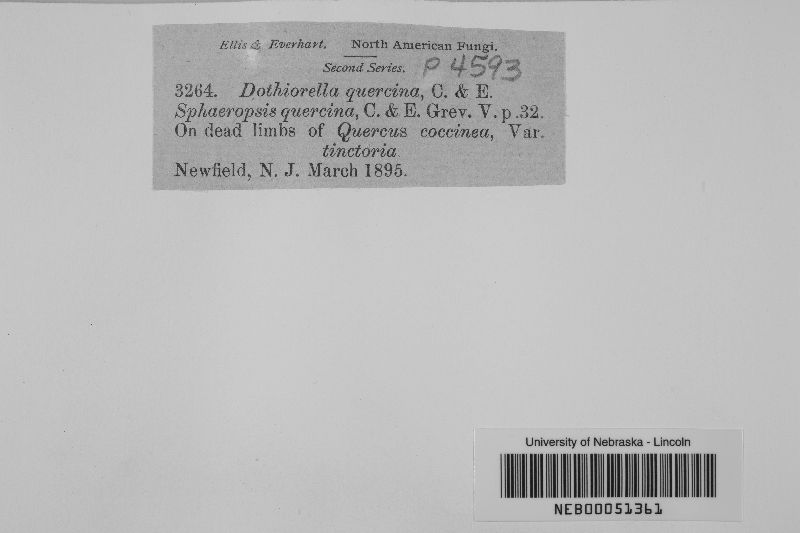 Ellis & Everhart. North American Fungi.
Second Series. P 4593
3264. Dothiorella quercina, C. & E.
Sphaeropsis quercina, C. & E. Grev. V. p .32.
On dead limbs of Quercus coccinea, Var.
tinctoria
Newfield, N. J. March 1895.
University of Nebraska - Lincoln
NEB00051361